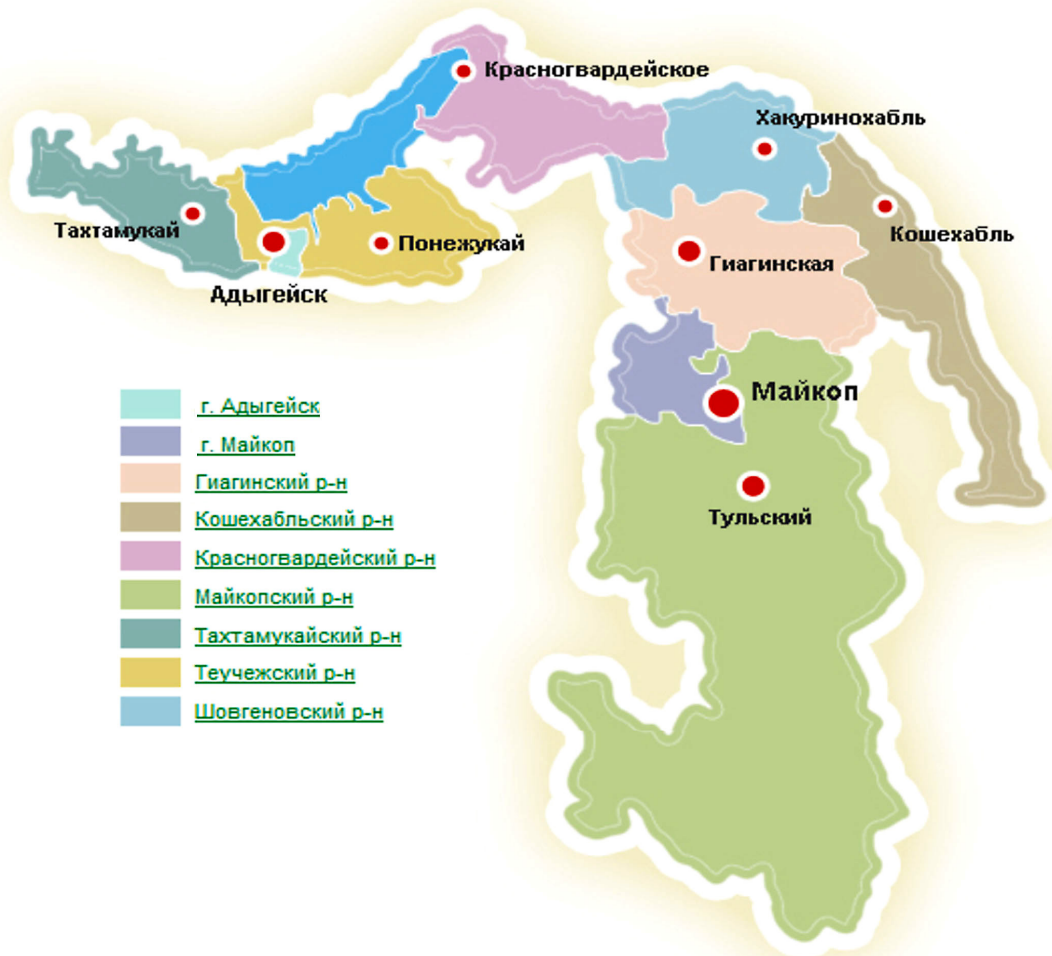 Красногвардейское
Хакуринохабль
Тахтамукай
Кошехабль
Понежукай
Гиагинская
Адыгейск
Майкоп
Тульский
г. Адыгейск
г. Майкоп
Гиагинский р-н
Кошехабльский р-н
Красногвардейский р-н
Майкопский р-н
Тахтамукайский р-н
Теучежский р-н
Шовгеновский р-н